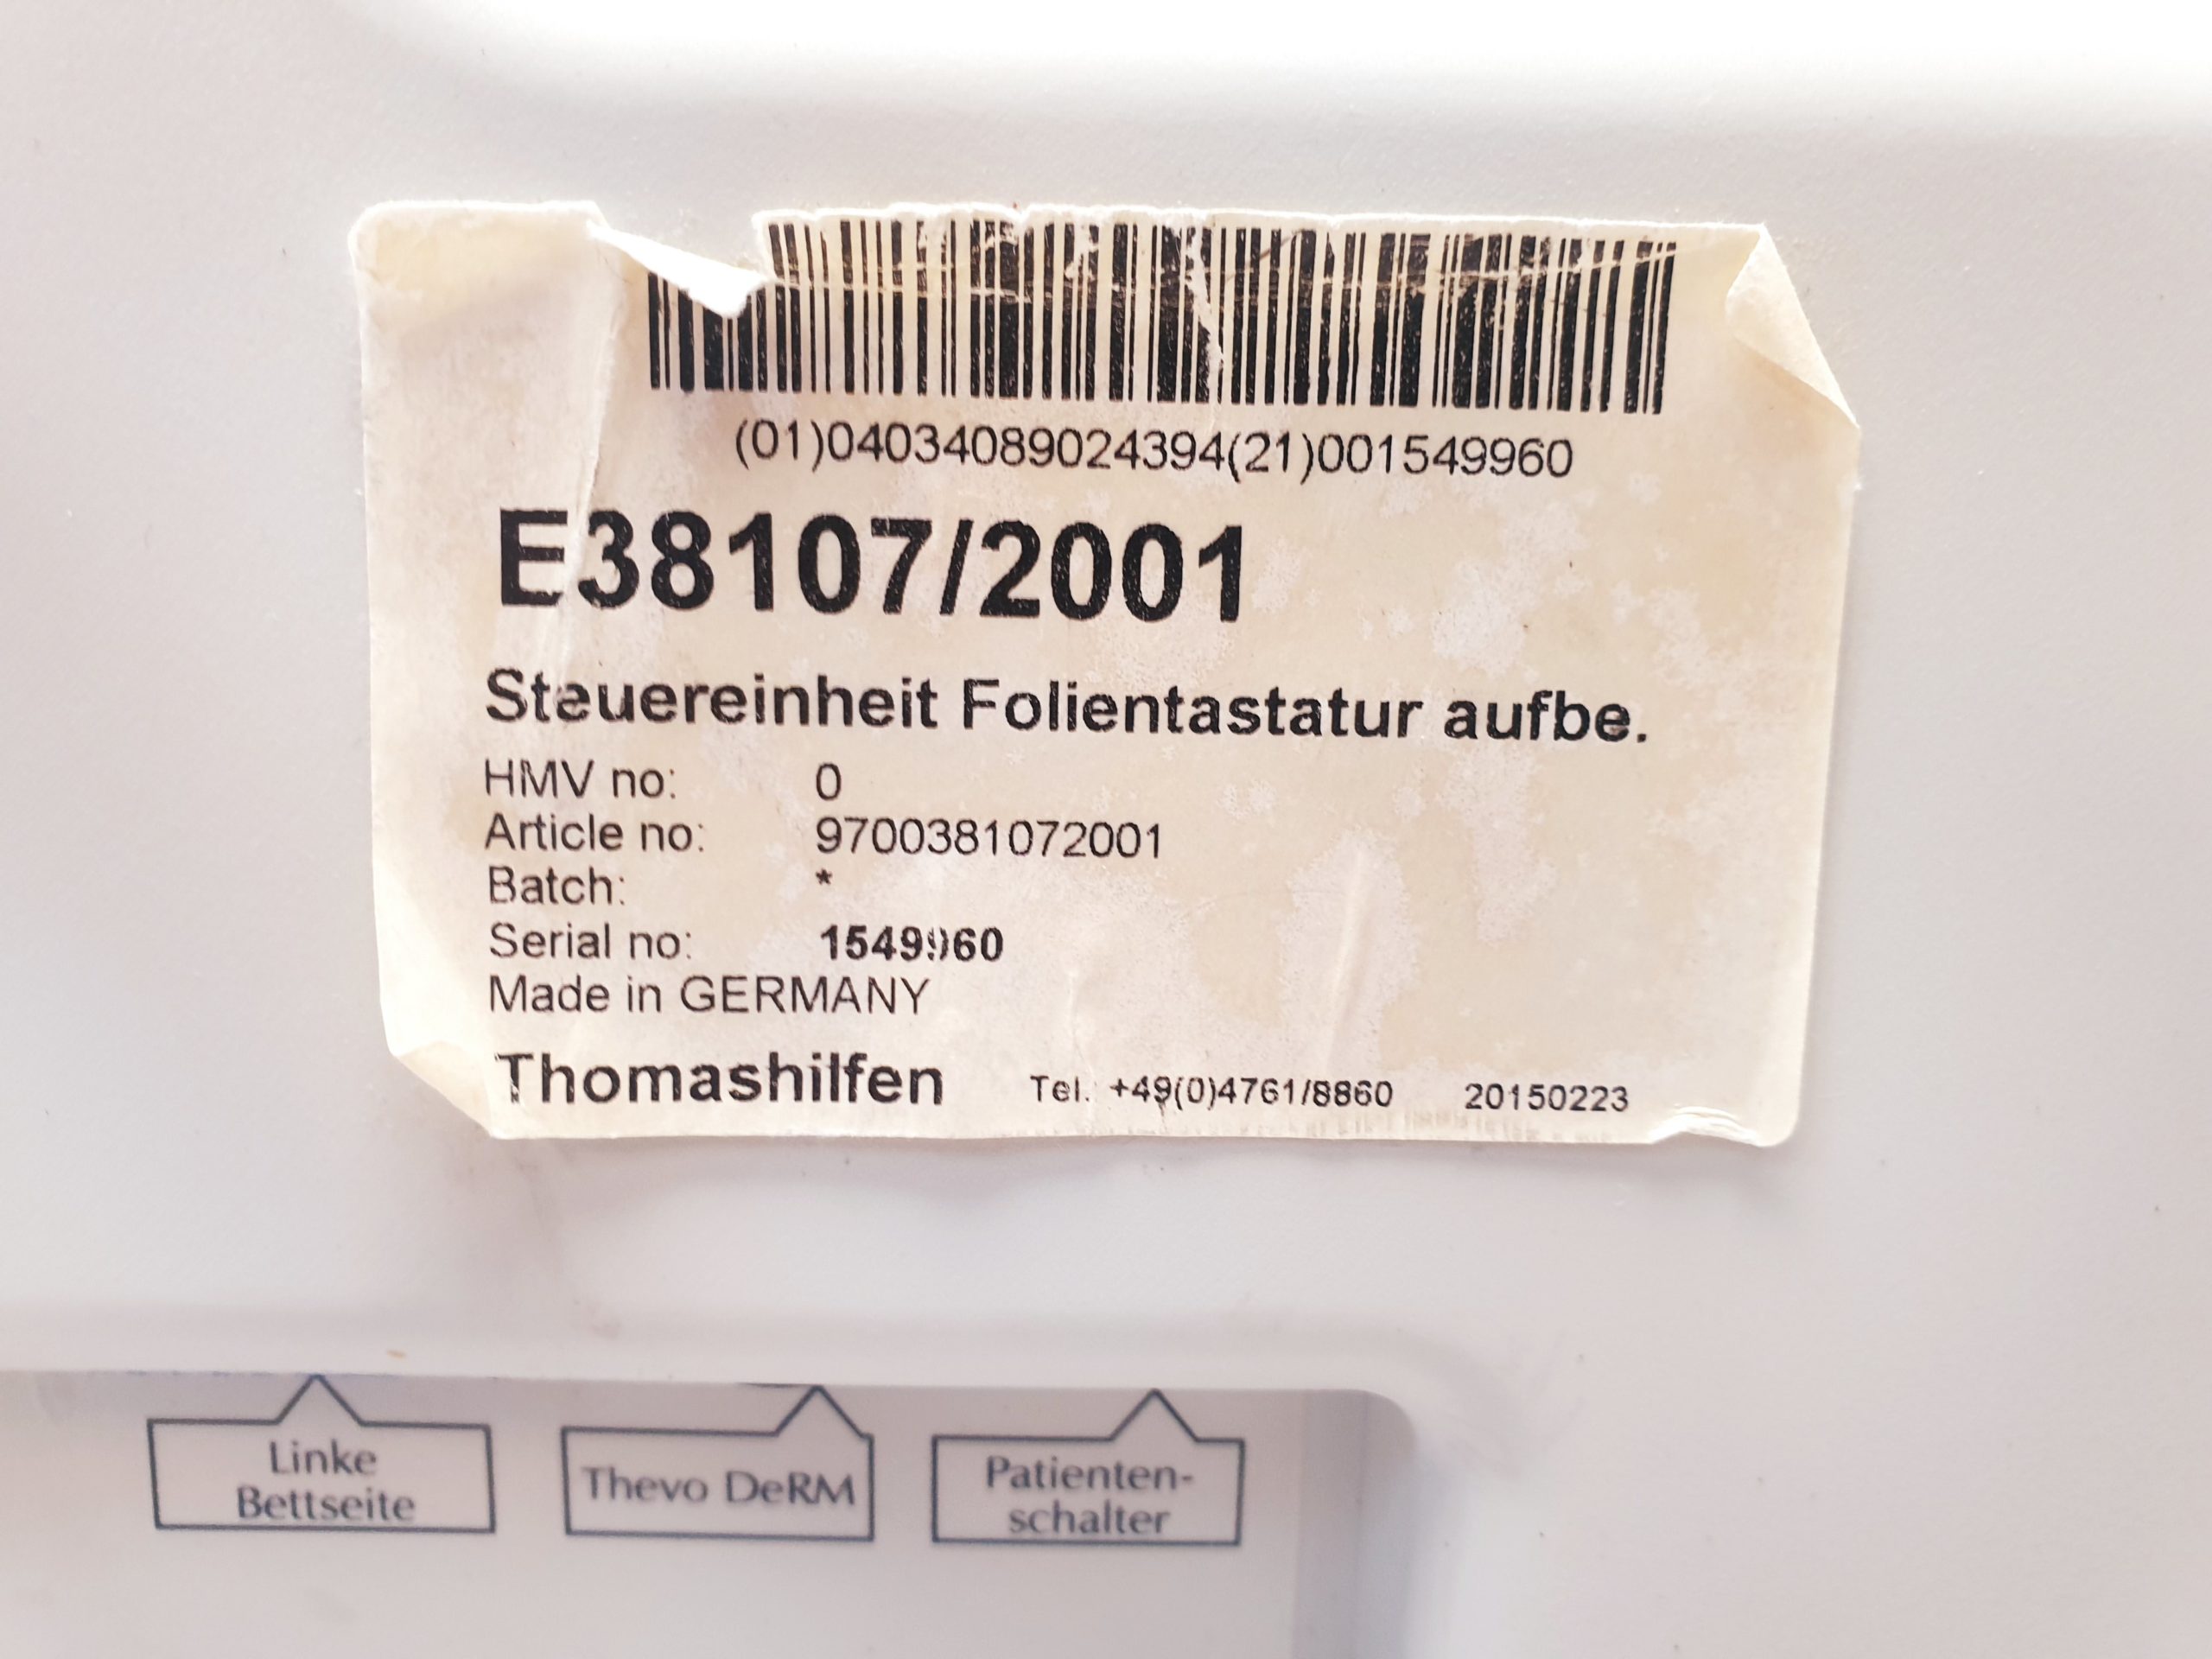 (01)04034089024394(21)001549960
E38107/2001
Steuereinheit Folientastatur aufbe.
HMV no: 0
Article no: 9700381072001
Batch: *
Serial no: 1549960
Made in GERMANY
Thomashilfen Tel. +49(0)4761/8860 20150223
Linke
Bettseite
Thevo DeRM
Patienten-
schalter